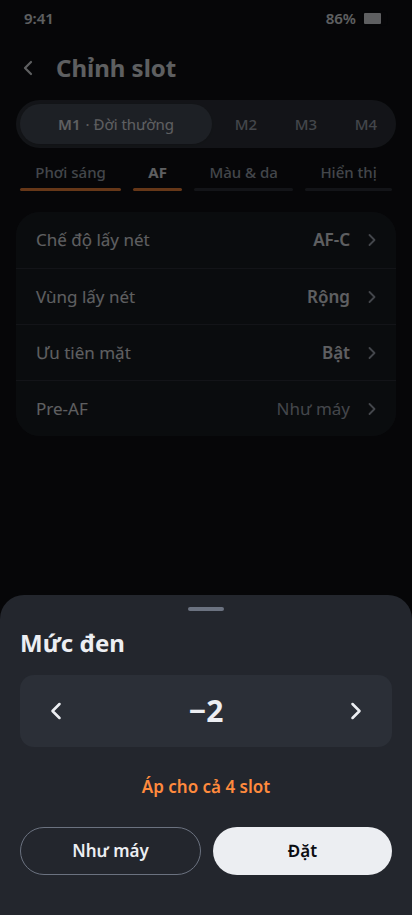 9:41
86%
Chỉnh slot
M1 · Đời thường
M2
M3
M4
Phơi sáng
AF
Màu & da
Hiển thị
Chế độ lấy nét
AF-C
Vùng lấy nét
Rộng
Ưu tiên mặt
Bật
Pre-AF
Như máy
Mức đen
−2
Áp cho cả 4 slot
Như máy
Đặt